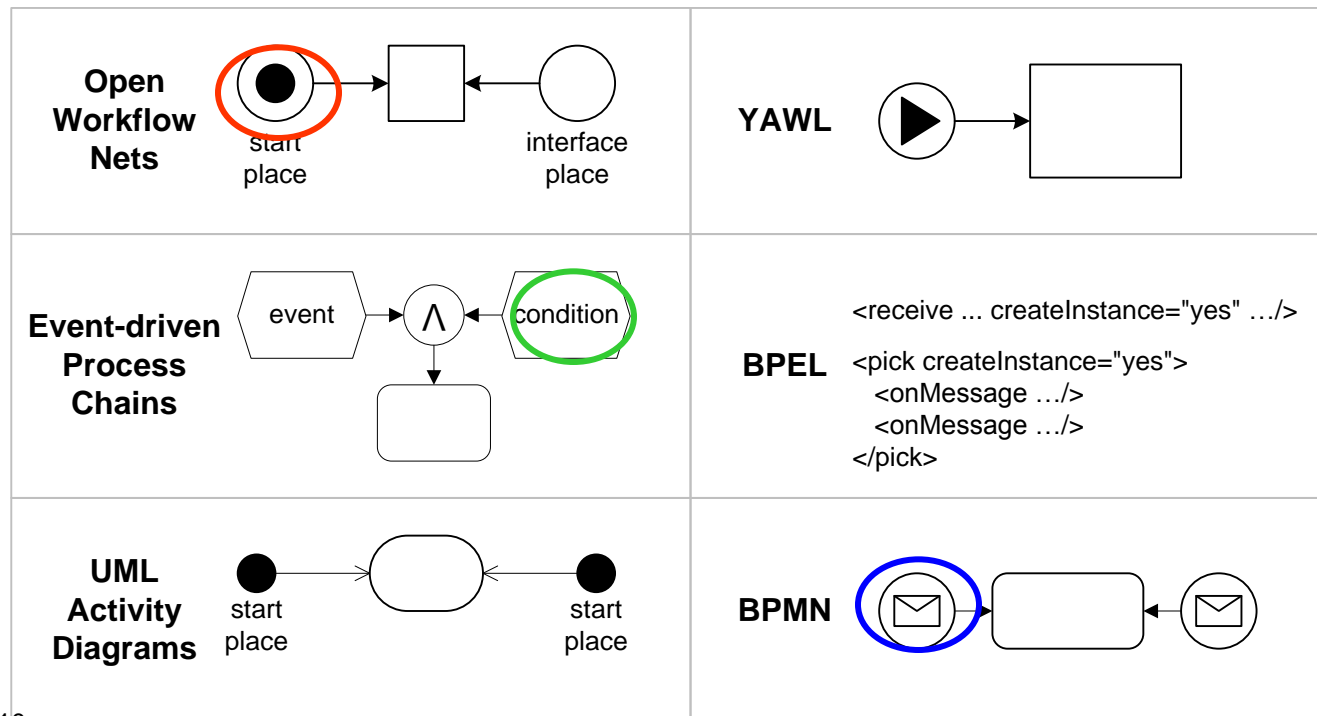 Open
Workflow
Nets
start
place
interface
place
YAWL
Event-driven
Process
Chains
event
Λ
condition
BPEL
<receive ... createInstance="yes" …/>
<pick createInstance="yes">
<onMessage …/>
<onMessage …/>
</pick>
UML
Activity
Diagrams
start
place
start
place
BPMN